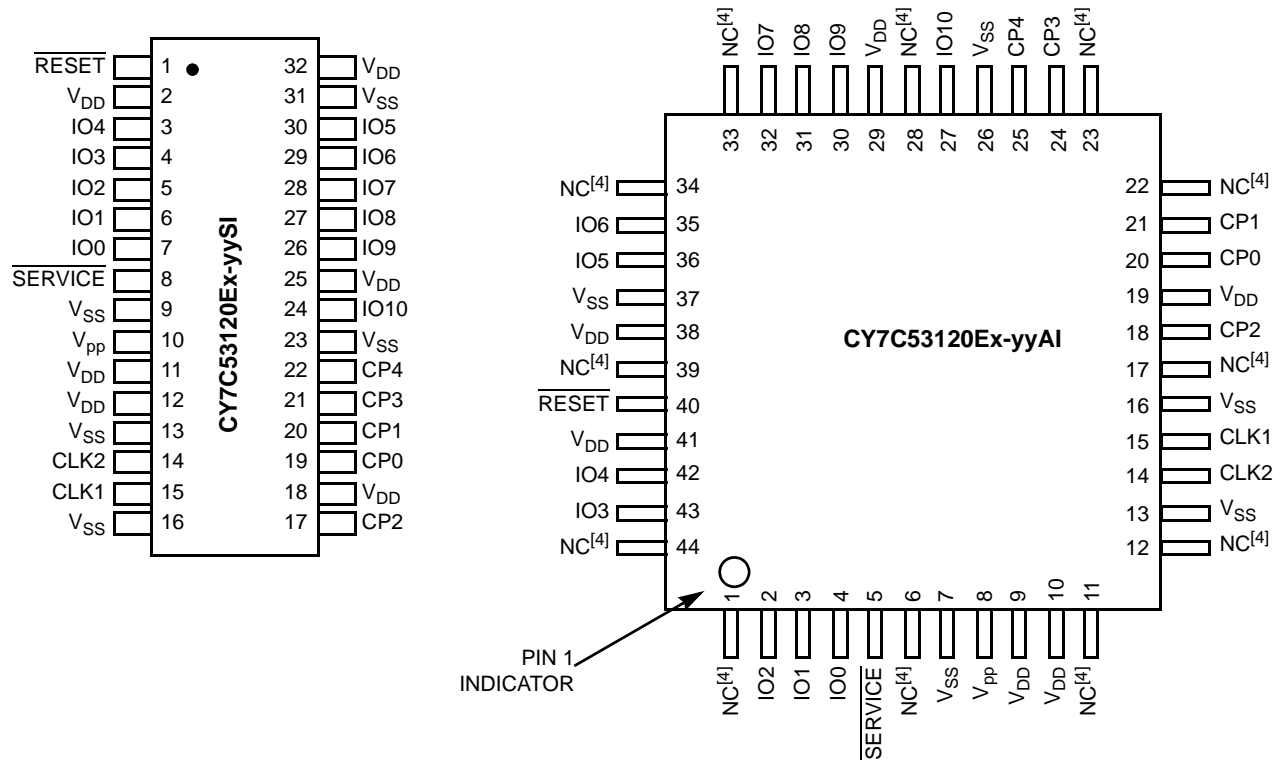 RESET 1 32 VDD
VDD 2 31 VSS
IO4 3 30 IO5
IO3 4 29 IO6
IO2 5 28 IO7
IO1 6 27 IO8
IO0 7 26 IO9
SERVICE 8 25 VDD
VSS 9 24 IO10
Vpp 10 23 VSS
VDD 11 22 CP4
VDD 12 21 CP3
VSS 13 20 CP1
CLK2 14 19 CP0
CLK1 15 18 VDD
VSS 16 17 CP2
CY7C53120Ex-yySI
NC[4] IO7 IO8 IO9 VDD NC[4] IO10 VSS CP4 CP3 NC[4]
33 32 31 30 29 28 27 26 25 24 23
NC[4] 34 22 NC[4]
IO6 35 21 CP1
IO5 36 20 CP0
VSS 37 19 VDD
VDD 38 18 CP2
NC[4] 39 17 NC[4]
RESET 40 16 VSS
VDD 41 15 CLK1
IO4 42 14 CLK2
IO3 43 13 VSS
NC[4] 44 12 NC[4]
CY7C53120Ex-yyAI
1 2 3 4 5 6 7 8 9 10 11
NC[4] IO2 IO1 IO0 SERVICE NC[4] VSS Vpp VDD VDD NC[4]
PIN 1
INDICATOR